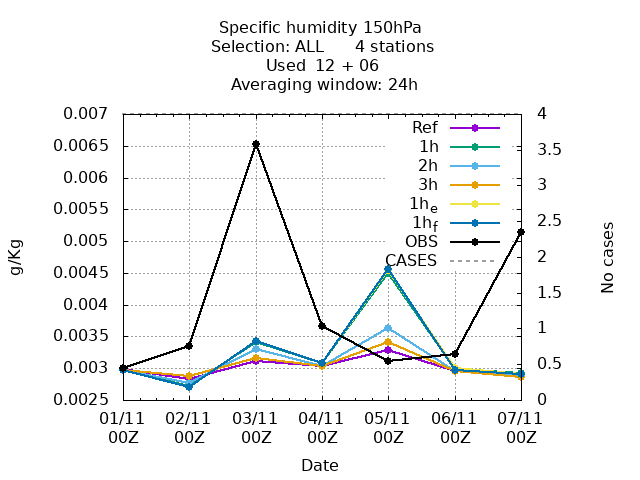 Specific humidity 150hPa
Selection: ALL 4 stations
Used 12 + 06
Averaging window: 24h
0.007
0.0065
0.006
0.0055
0.005
0.0045
0.004
0.0035
0.003
0.0025
g/Kg
4
3.5
3
2.5
2
1.5
1
0.5
0
No cases
Ref
1h
2h
3h
1he
1hf
OBS
CASES
01/11 02/11 03/11 04/11 05/11 06/11 07/11
00Z 00Z 00Z 00Z 00Z 00Z 00Z
Date